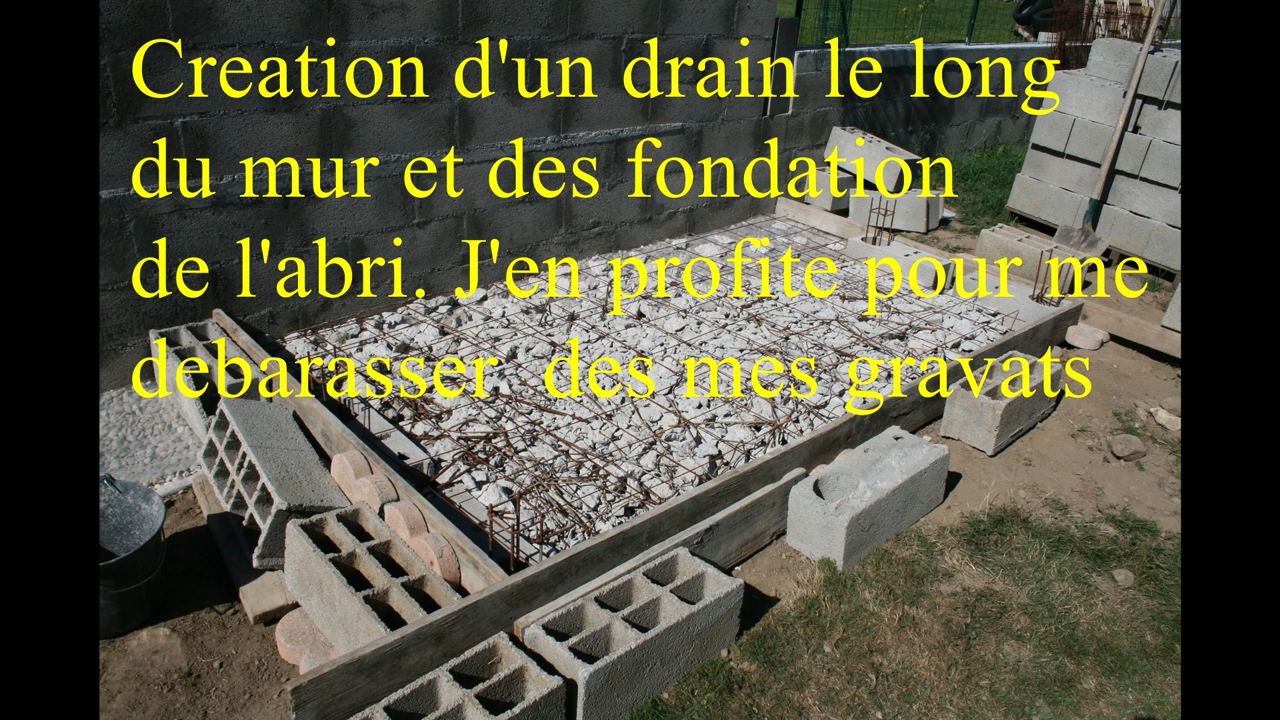 Creation d'un drain le long
du mur et des fondation
de l'abri. J'en profite pour me
debarasser  des mes gravats